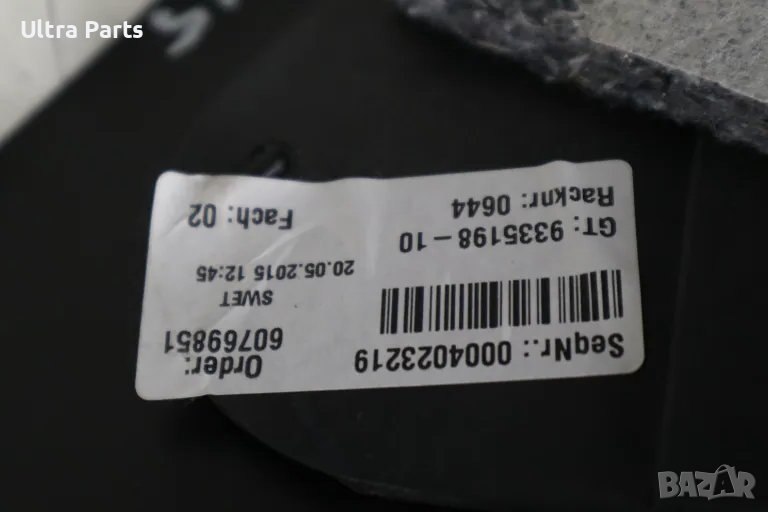 Ultra Parts
SeqNr.: 0004023219
Order:
60769851
SWET
GT: 9335198-10
20.05.2015 12:45
Racknr: 0644
Fach: 02
BAZAR